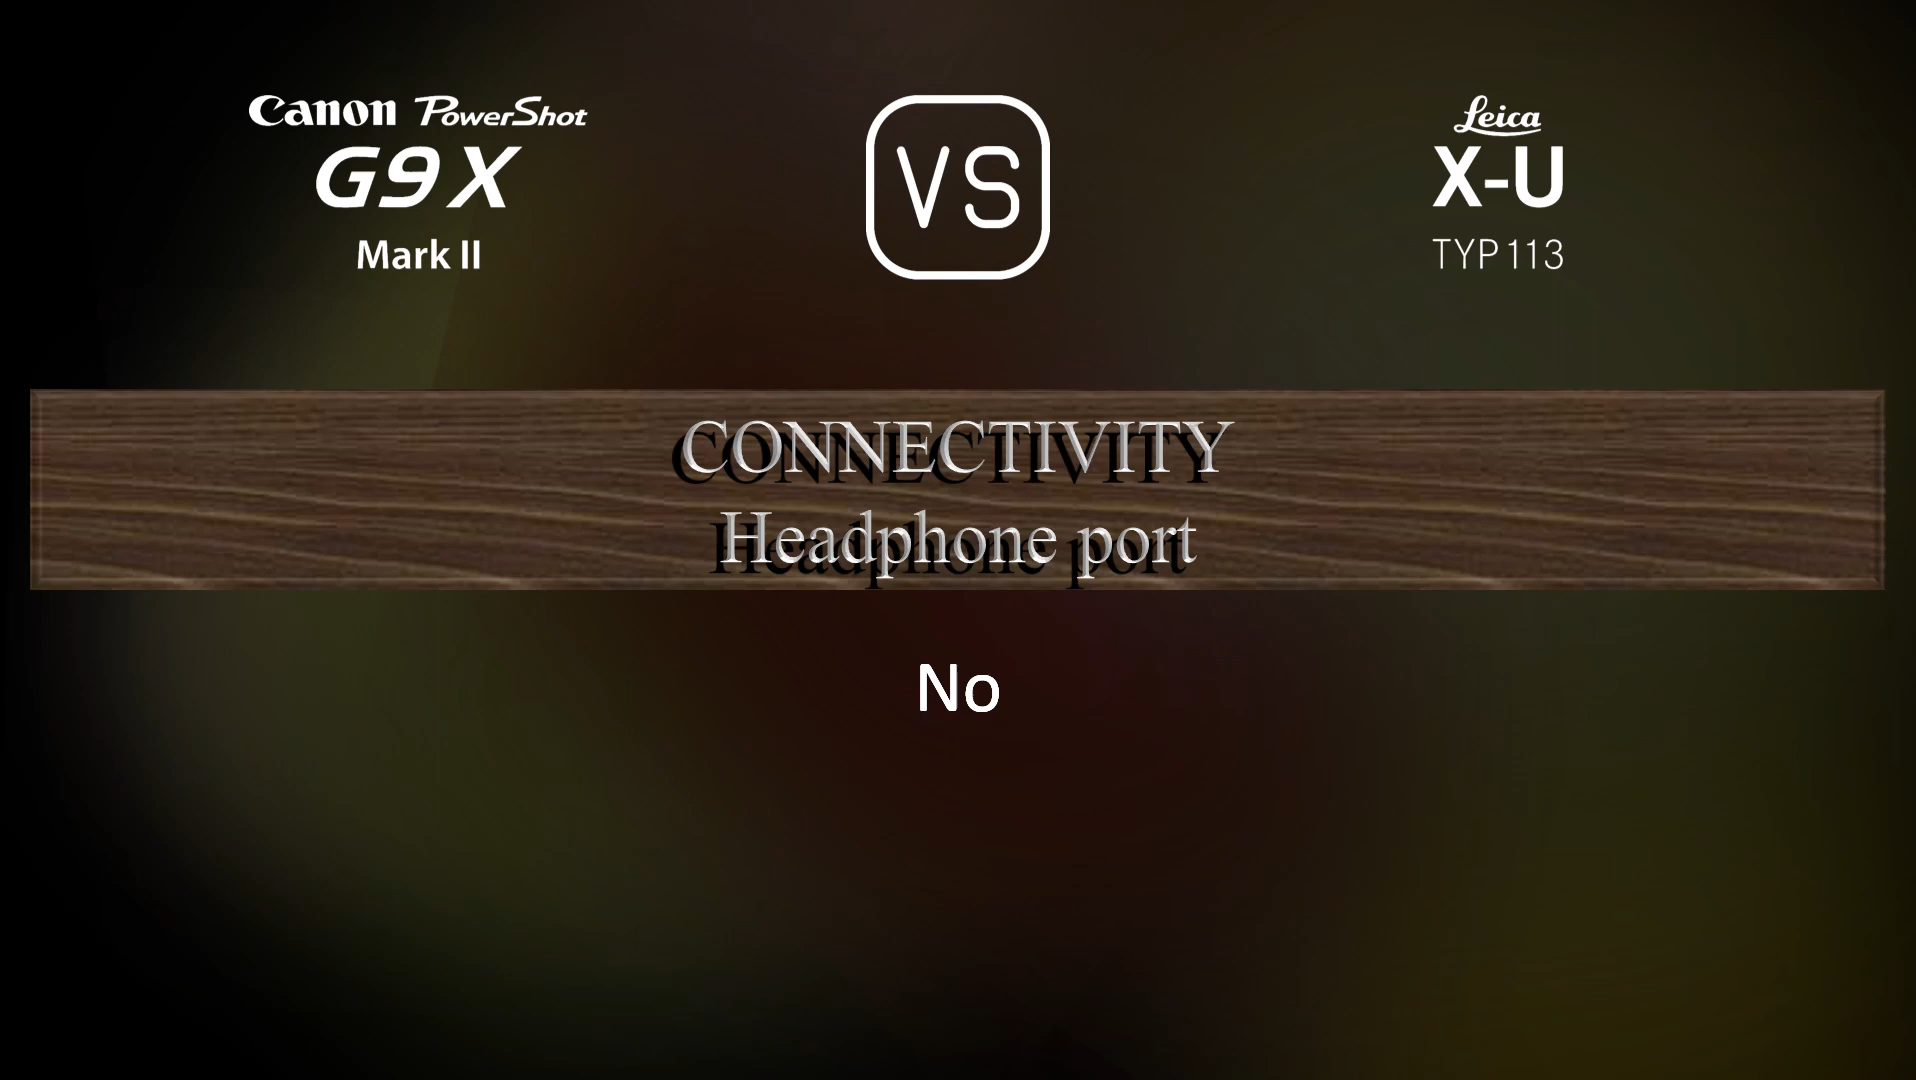 Canon PowerShot
G9 X
Mark II
VS
Leica
X-U
TYP 113
CONNECTIVITY
Headphone port
No